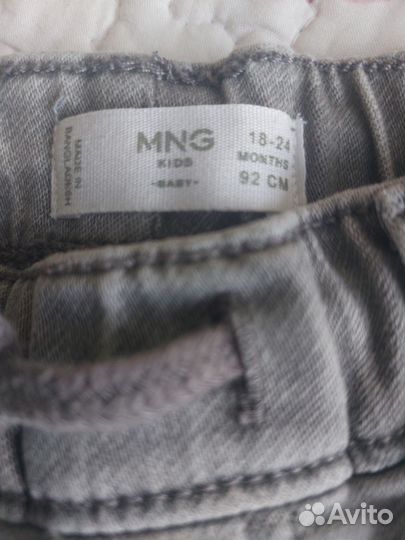 MADE IN
BANGLADESH
MNG
KIDS
-BABY-
18-24
MONTHS
92 CM
Avito